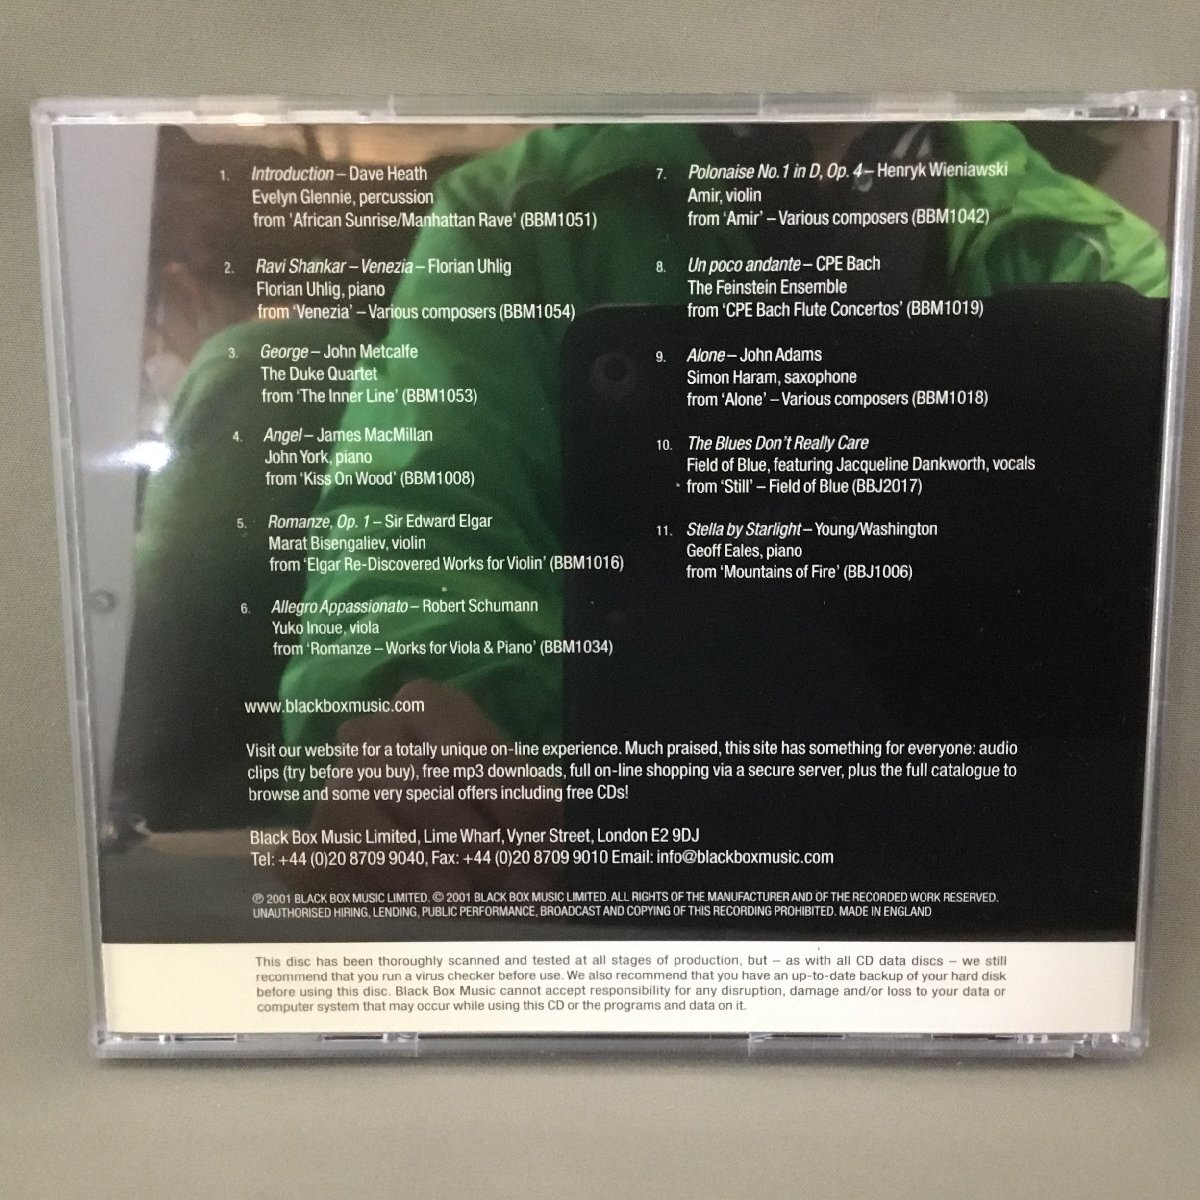 1. Introduction – Dave Heath
Evelyn Glennie, percussion
from 'African Sunrise/Manhattan Rave' (BBM1051)
2. Ravi Shankar – Venezia – Florian Uhlig
Florian Uhlig, piano
from 'Venezia' – Various composers (BBM1054)
3. George – John Metcalfe
The Duke Quartet
from 'The Inner Line' (BBM1053)
4. Angel – James MacMillan
John York, piano
from 'Kiss On Wood' (BBM1008)
5. Romanze, Op. 1 – Sir Edward Elgar
Marat Bisengaliev, violin
from 'Elgar Re-Discovered Works for Violin' (BBM1016)
6. Allegro Appassionato – Robert Schumann
Yuko Inoue, viola
from 'Romanze – Works for Viola & Piano' (BBM1034)
7. Polonaise No. 1 in D, Op. 4 – Henryk Wieniawski
Amir, violin
from 'Amir' – Various composers (BBM1042)
8. Un poco andante – CPE Bach
The Feinstein Ensemble
from 'CPE Bach Flute Concertos' (BBM1019)
9. Alone – John Adams
Simon Haram, saxophone
from 'Alone' – Various composers (BBM1018)
10. The Blues Don't Really Care
Field of Blue, featuring Jacqueline Dankworth, vocals
from 'Still' – Field of Blue (BBJ2017)
11. Stella by Starlight – Young/Washington
Geoff Eales, piano
from 'Mountains of Fire' (BBJ1006)
www.blackboxmusic.com
Visit our website for a totally unique on-line experience. Much praised, this site has something for everyone: audio
clips (try before you buy), free mp3 downloads, full on-line shopping via a secure server, plus the full catalogue to
browse and some very special offers including free CDs!
Black Box Music Limited, Lime Wharf, Vyner Street, London E2 9DJ
Tel: +44 (0)20 8709 9040, Fax: +44 (0)20 8709 9010 Email: info@blackboxmusic.com
℗ 2001 BLACK BOX MUSIC LIMITED. © 2001 BLACK BOX MUSIC LIMITED. ALL RIGHTS OF THE MANUFACTURER AND OF THE RECORDED WORK RESERVED.
UNAUTHORISED HIRING, LENDING, PUBLIC PERFORMANCE, BROADCAST AND COPYING OF THIS RECORDING PROHIBITED. MADE IN ENGLAND
This disc has been thoroughly scanned and tested at all stages of production, but – as with all CD data discs – we still
recommend that you run a virus checker before use. We also recommend that you have an up-to-date backup of your hard disk
before using this disc. Black Box Music cannot accept responsibility for any disruption, damage and/or loss to your data or
computer system that may occur while using this CD or the programs and data on it.